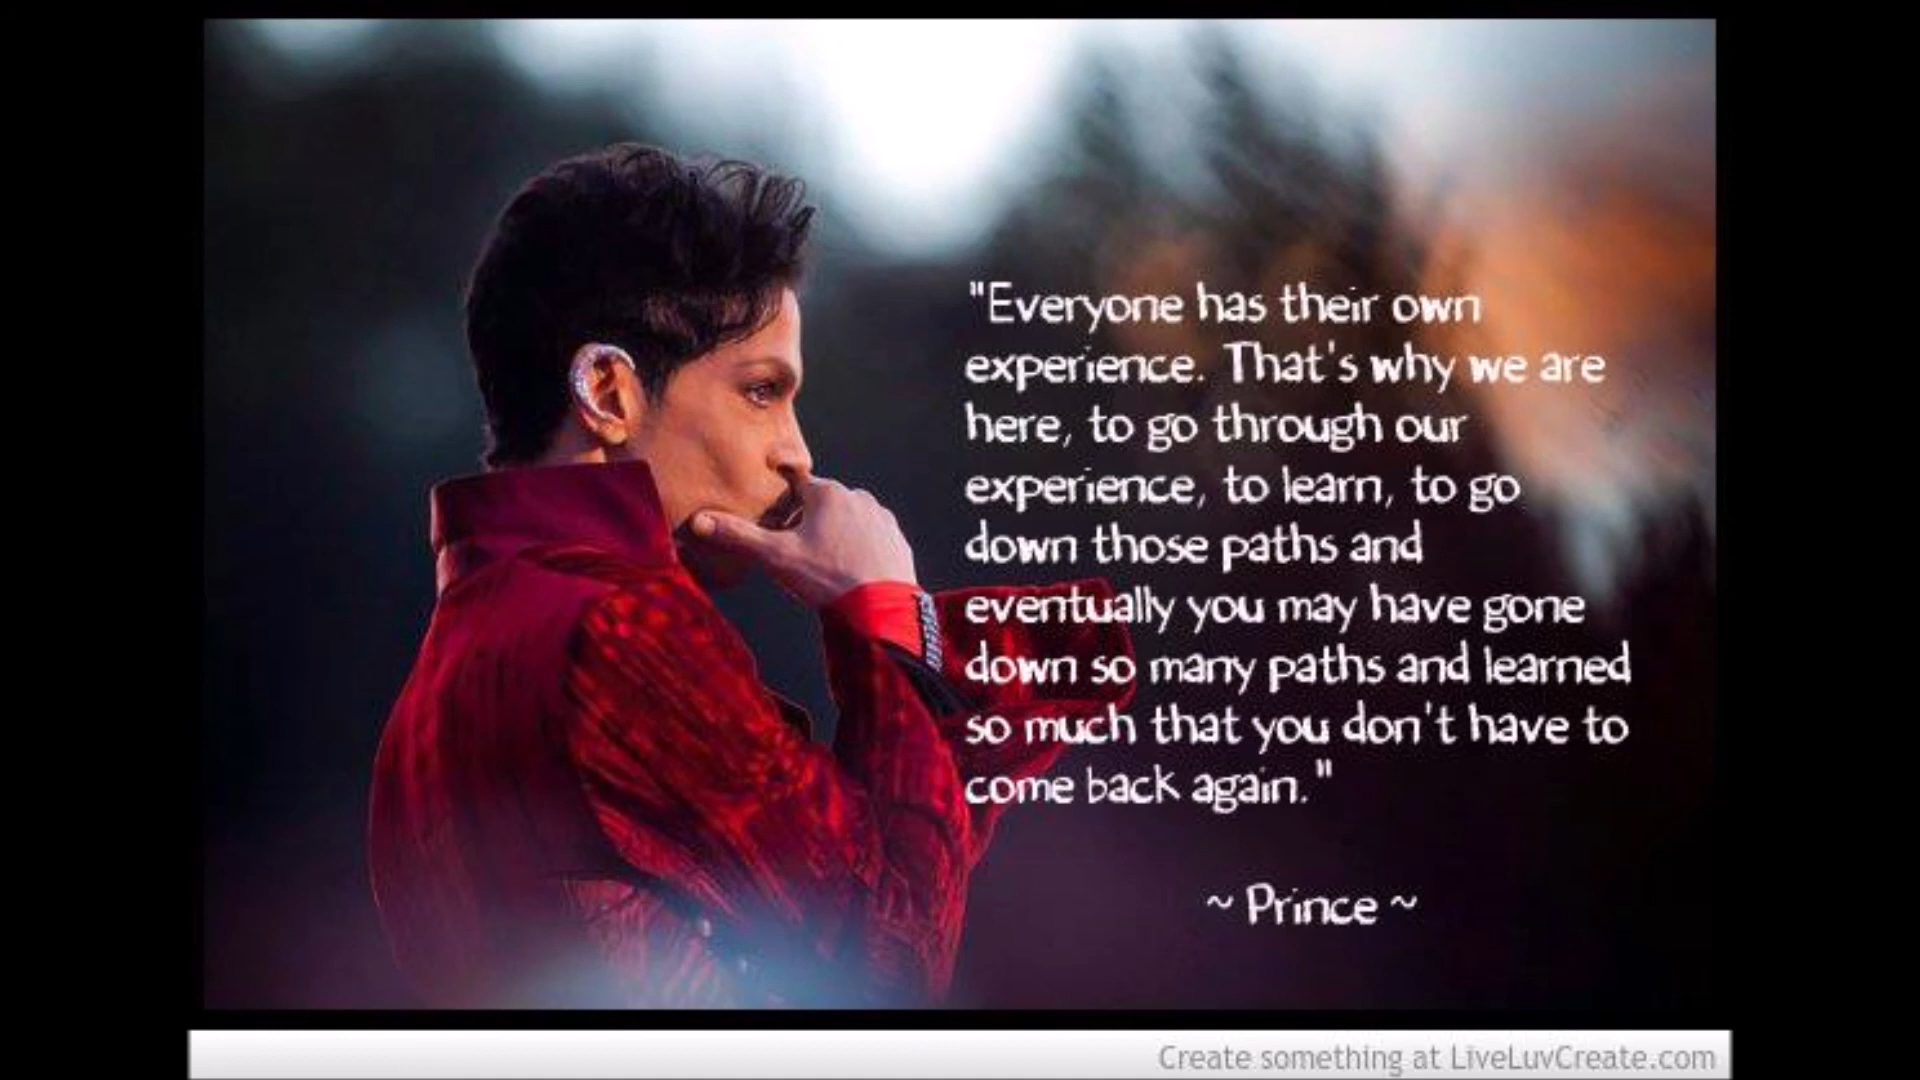 "Everyone has their own
experience. That's why we are
here, to go through our
experience, to learn, to go
down those paths and
eventually you may have gone
down so many paths and learned
so much that you don't have to
come back again."
~ Prince ~
Create something at LiveLuvCreate.com